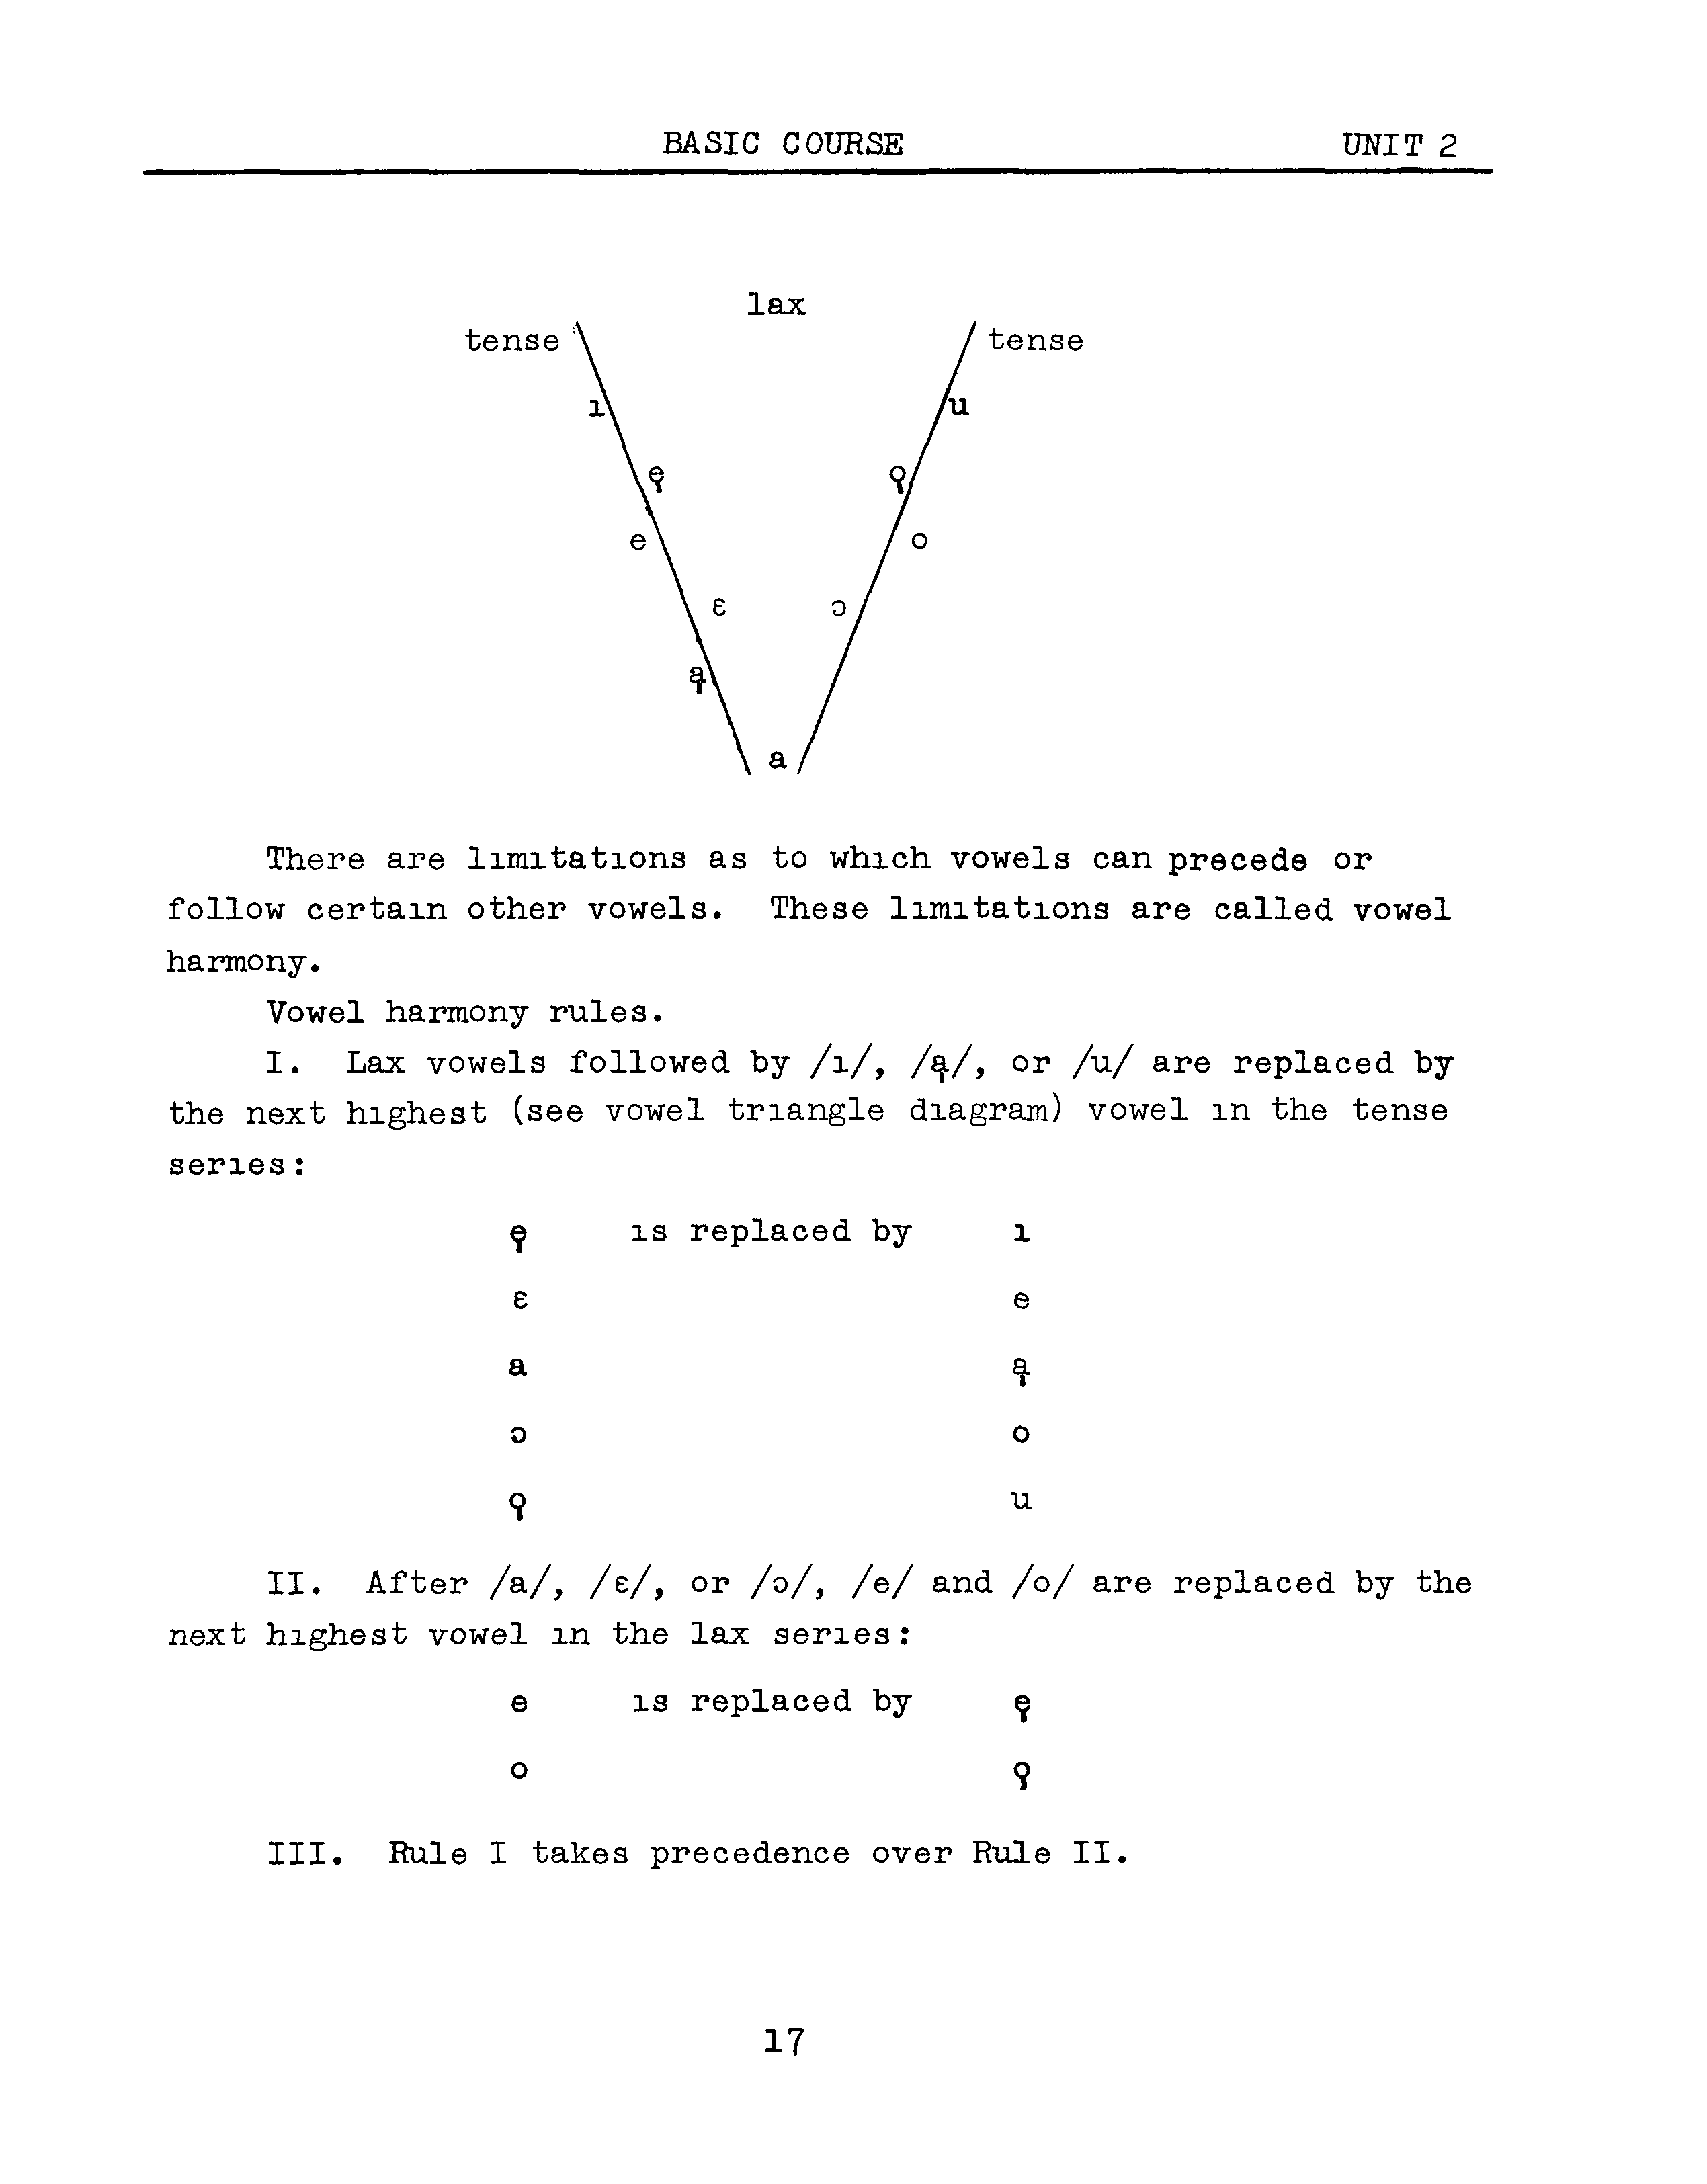 BASIC COURSE UNIT 2
lax
tense tense
ı u
e̩ o̩
e o
ɛ ɔ
a̩
a
There are lımıtatıons as to whıch vowels can precede or
follow certaın other vowels. These lımıtatıons are called vowel
harmony.
Vowel harmony rules.
I. Lax vowels followed by /ı/, /a̩/, or /u/ are replaced by
the next hıghest (see vowel trıangle dıagram) vowel ın the tense
serıes:
e̩ ıs replaced by ı
ɛ e
a a̩
ɔ o
o̩ u
II. After /a/, /ɛ/, or /ɔ/, /e/ and /o/ are replaced by the
next hıghest vowel ın the lax serıes:
e ıs replaced by e̩
o o̩
III. Rule I takes precedence over Rule II.
17